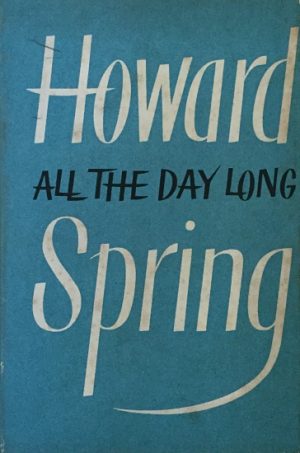 Howard
ALL THE DAY LONG
Spring